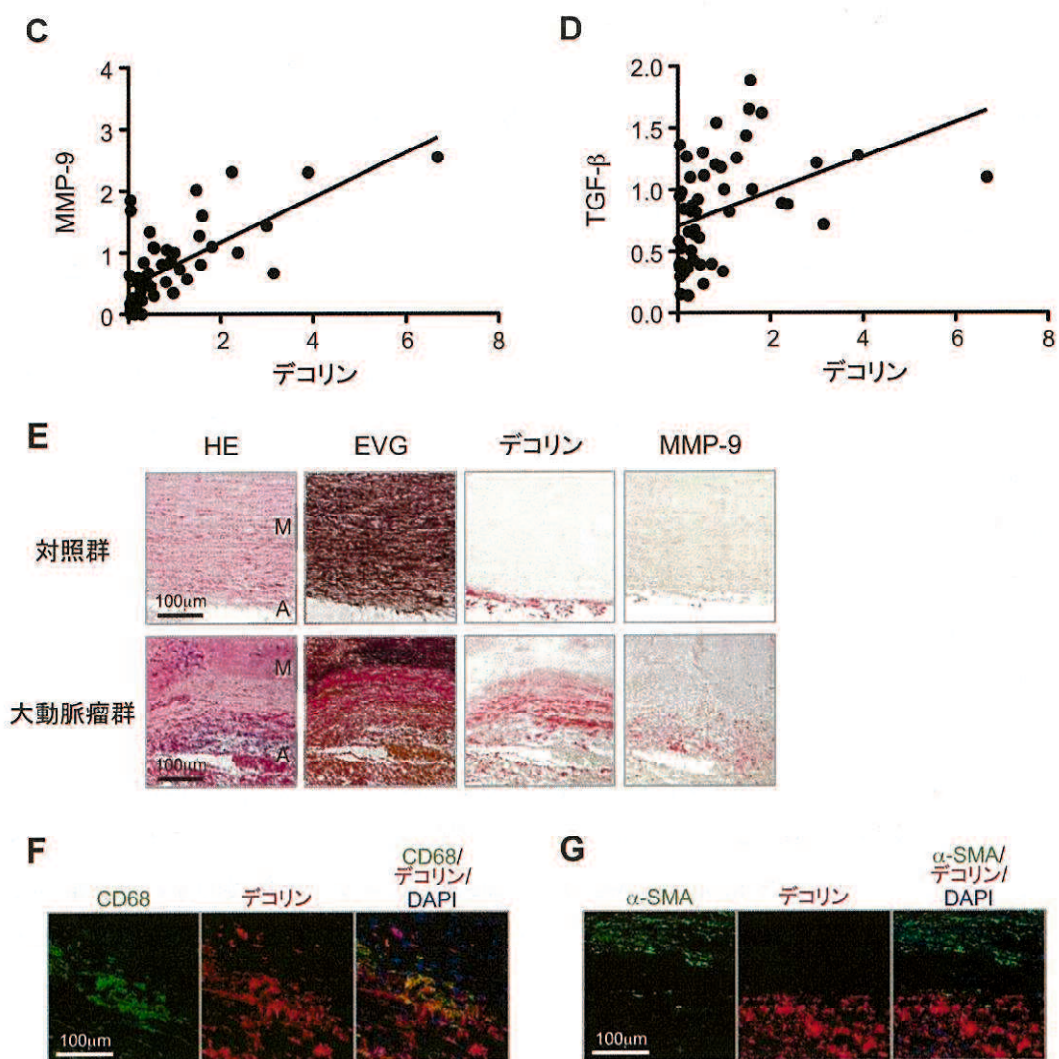 C
MMP-9
4
3
2
1
0
2
4
6
8
デコリン
D
TGF-β
2.0
1.5
1.0
0.5
0.0
2
4
6
8
デコリン
E
HE
EVG
デコリン
MMP-9
対照群
M
A
100μm
大動脈瘤群
M
A
100μm
F
CD68
デコリン
CD68/
デコリン/
DAPI
100μm
G
α-SMA
デコリン
α-SMA/
デコリン/
DAPI
100μm